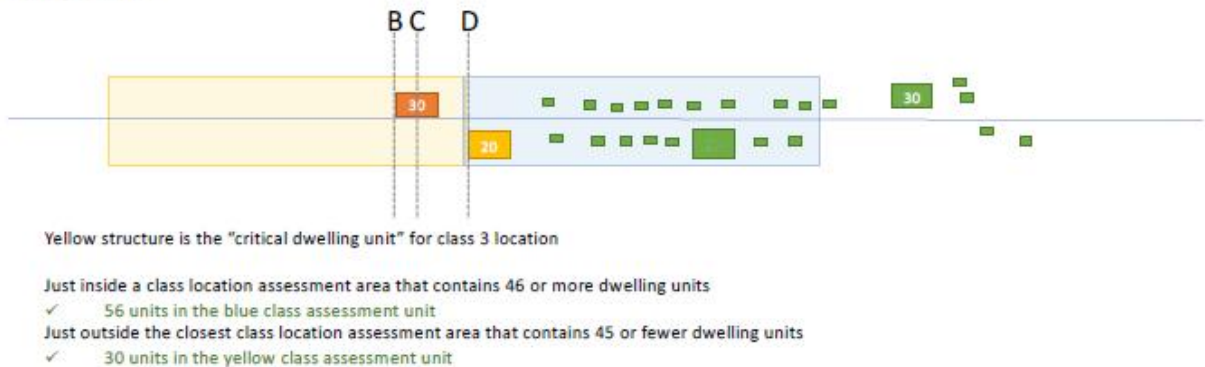 B C D
30
30
20
Yellow structure is the "critical dwelling unit" for class 3 location
Just inside a class location assessment area that contains 46 or more dwelling units
✓ 56 units in the blue class assessment unit
Just outside the closest class location assessment area that contains 45 or fewer dwelling units
✓ 30 units in the yellow class assessment unit